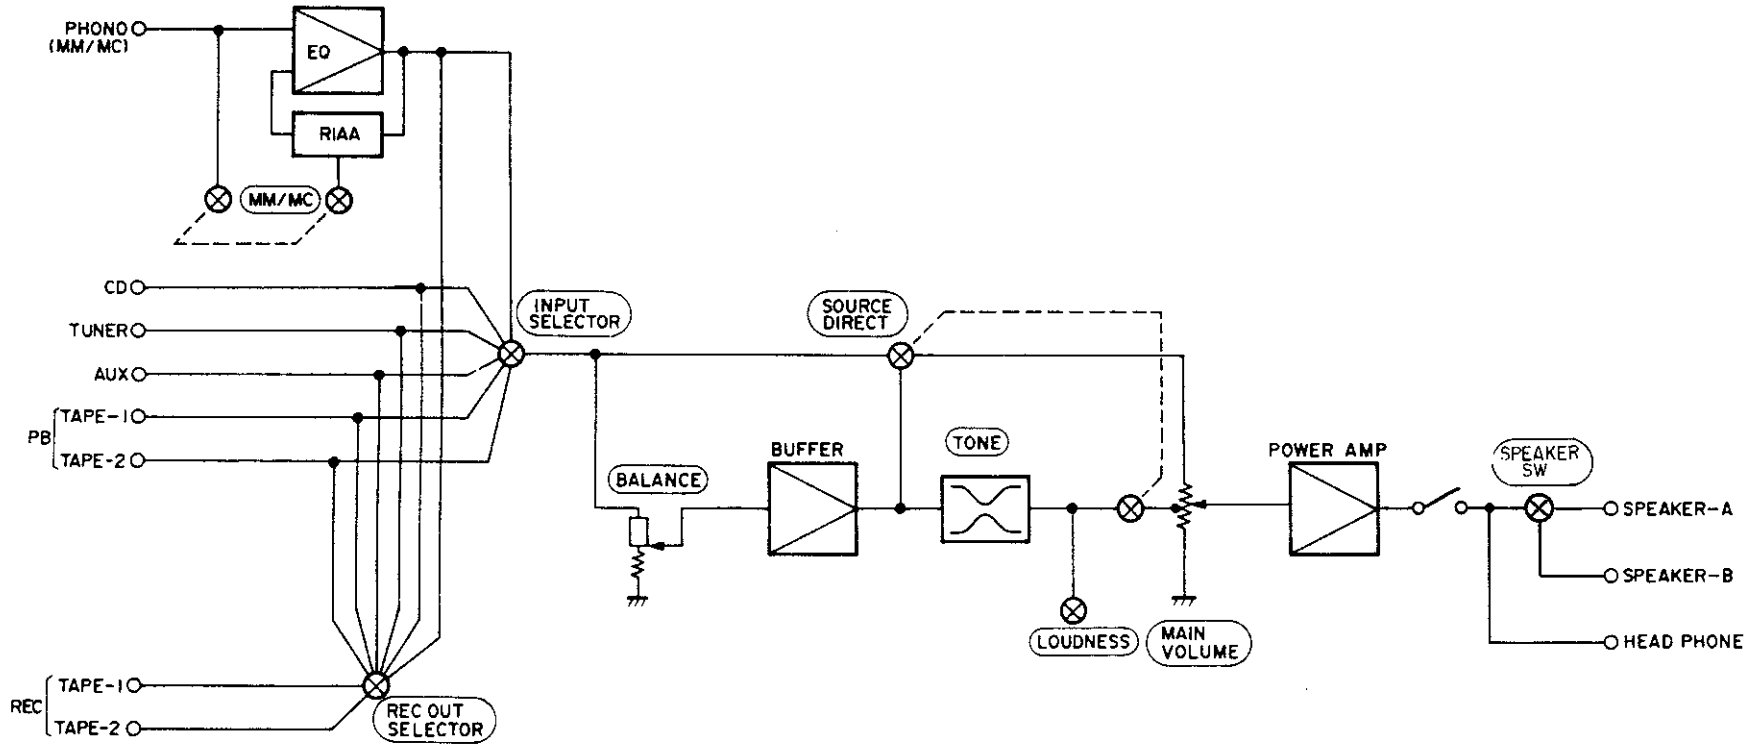 PHONO
(MM/MC)
EQ
RIAA
MM/MC
CD
TUNER
AUX
PB
TAPE-1
TAPE-2
INPUT
SELECTOR
SOURCE
DIRECT
BALANCE
BUFFER
TONE
LOUDNESS
MAIN
VOLUME
POWER AMP
SPEAKER
SW
SPEAKER-A
SPEAKER-B
HEAD PHONE
REC
TAPE-1
TAPE-2
REC OUT
SELECTOR